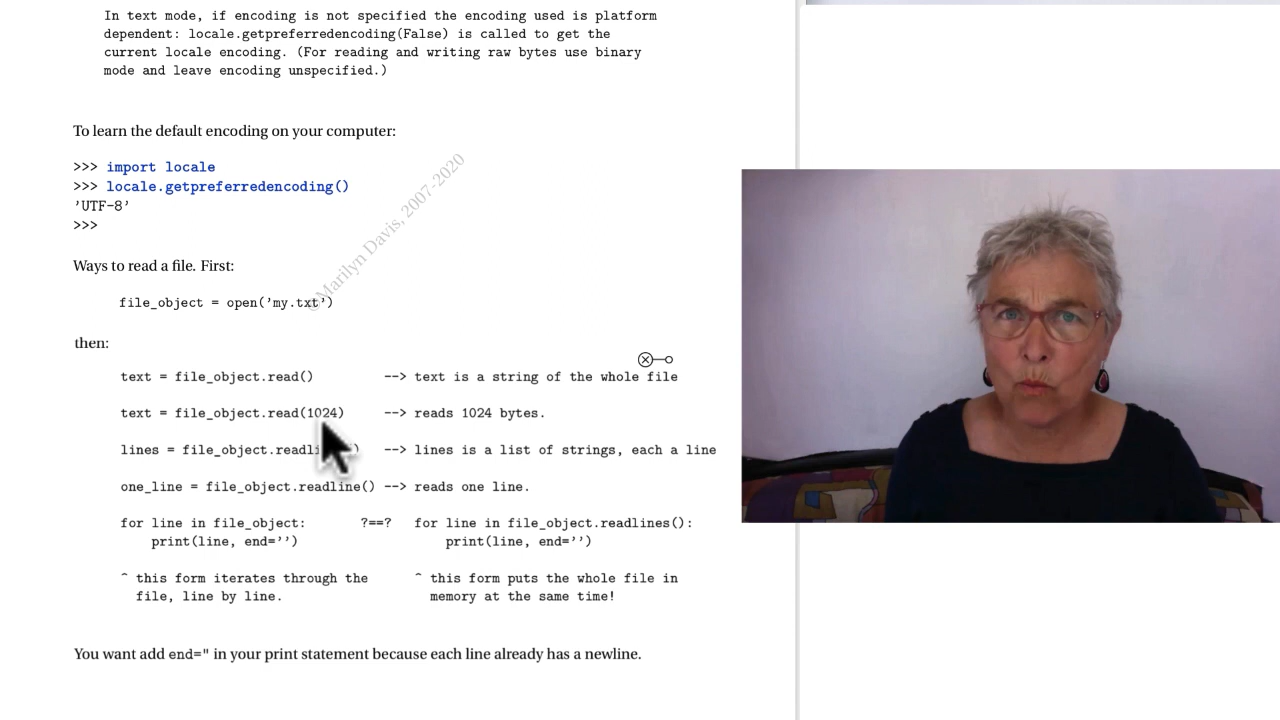 In text mode, if encoding is not specified the encoding used is platform
dependent: locale.getpreferredencoding(False) is called to get the
current locale encoding. (For reading and writing raw bytes use binary
mode and leave encoding unspecified.)
To learn the default encoding on your computer:
>>> import locale
>>> locale.getpreferredencoding()
'UTF-8'
>>>
©Marilyn Davis, 2007-2020
Ways to read a file. First:
file_object = open('my.txt')
then:
text = file_object.read() --> text is a string of the whole file
text = file_object.read(1024) --> reads 1024 bytes.
lines = --> lines is a list of strings, each a line
one_line = file_object.readline() --> reads one line.
for line in file_object: ?==? for line in file_object.readlines():
print(line, end='') print(line, end='')
^ this form iterates through the ^ this form puts the whole file in
file, line by line. memory at the same time!
You want add end='' in your print statement because each line already has a newline.